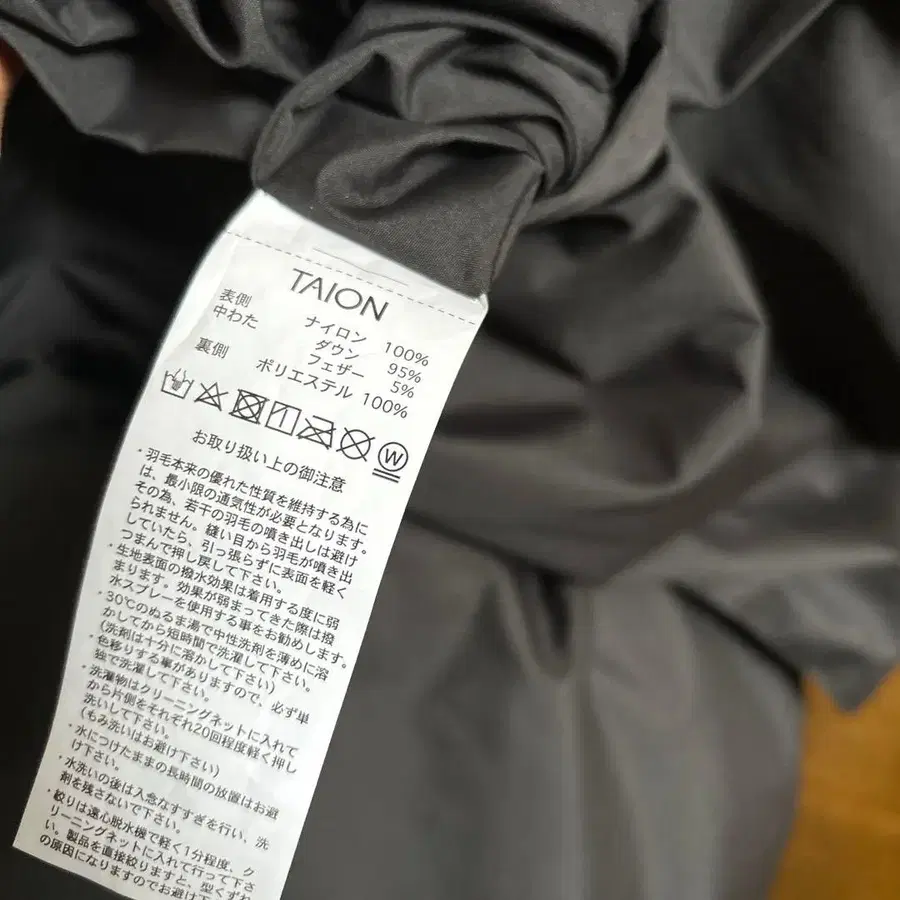 TAION
表側 ナイロン 100%
中わた ダウン 95%
フェザー 5%
裏側 ポリエステル 100%
W
お取り扱い上の御注意
・羽毛本来の優れた性質を維持する為に
は、最小限の通気性が必要となります。
その為、若干の羽毛の噴き出しは避け
られません。縫い目から羽毛が噴き出
していたら、引っ張らずに表面を軽く
つまんで押し戻して下さい。
・生地表面の撥水効果は着用する度に弱
まります。効果が弱まってきた際は撥
水スプレーを使用する事をお勧めします。
・30℃のぬるま湯で中性洗剤を薄めに溶
かしてから短時間で洗濯して下さい。
(洗剤は十分に溶かして下さい)
・色移りする事がありますので、必ず単
独で洗濯して下さい。
・洗濯物はクリーニングネットに入れて
から片側をそれぞれ20回程度軽く押し
洗いして下さい。
(もみ洗いはお避け下さい)
・水につけたままの長時間の放置はお避
け下さい。
・水洗いの後は入念なすすぎを行い、洗
剤を残さないで下さい。
・絞りは遠心脱水機で軽く1分程度、ク
リーニングネットに入れて行って下さ
い。製品を直接絞りますと、型くずれ
の原因になりますのでお避け下